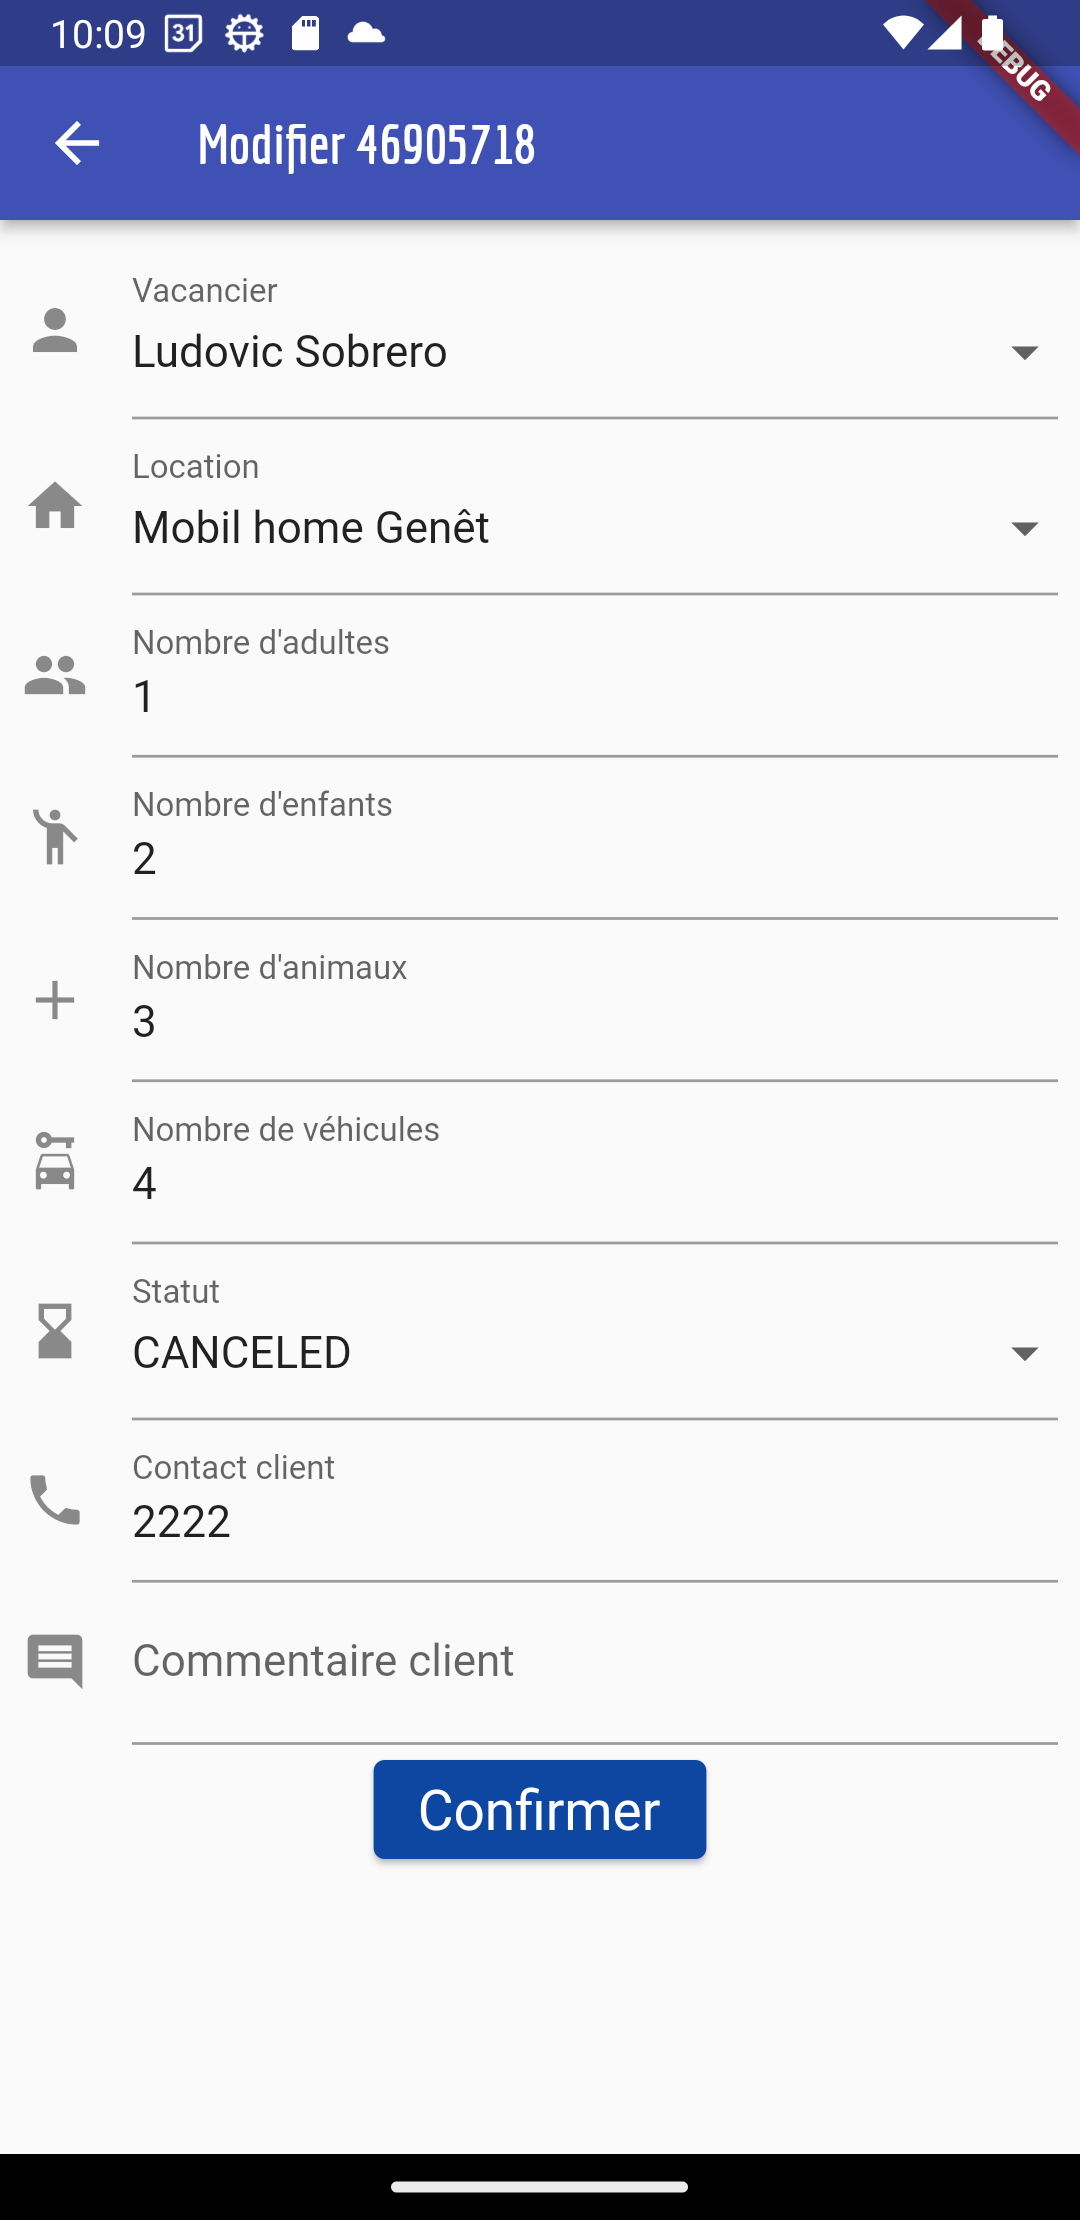 10:09 31
DEBUG
Modifier 46905718
Vacancier
Ludovic Sobrero
Location
Mobil home Genêt
Nombre d'adultes
1
Nombre d'enfants
2
Nombre d'animaux
3
Nombre de véhicules
4
Statut
CANCELED
Contact client
2222
Commentaire client
Confirmer